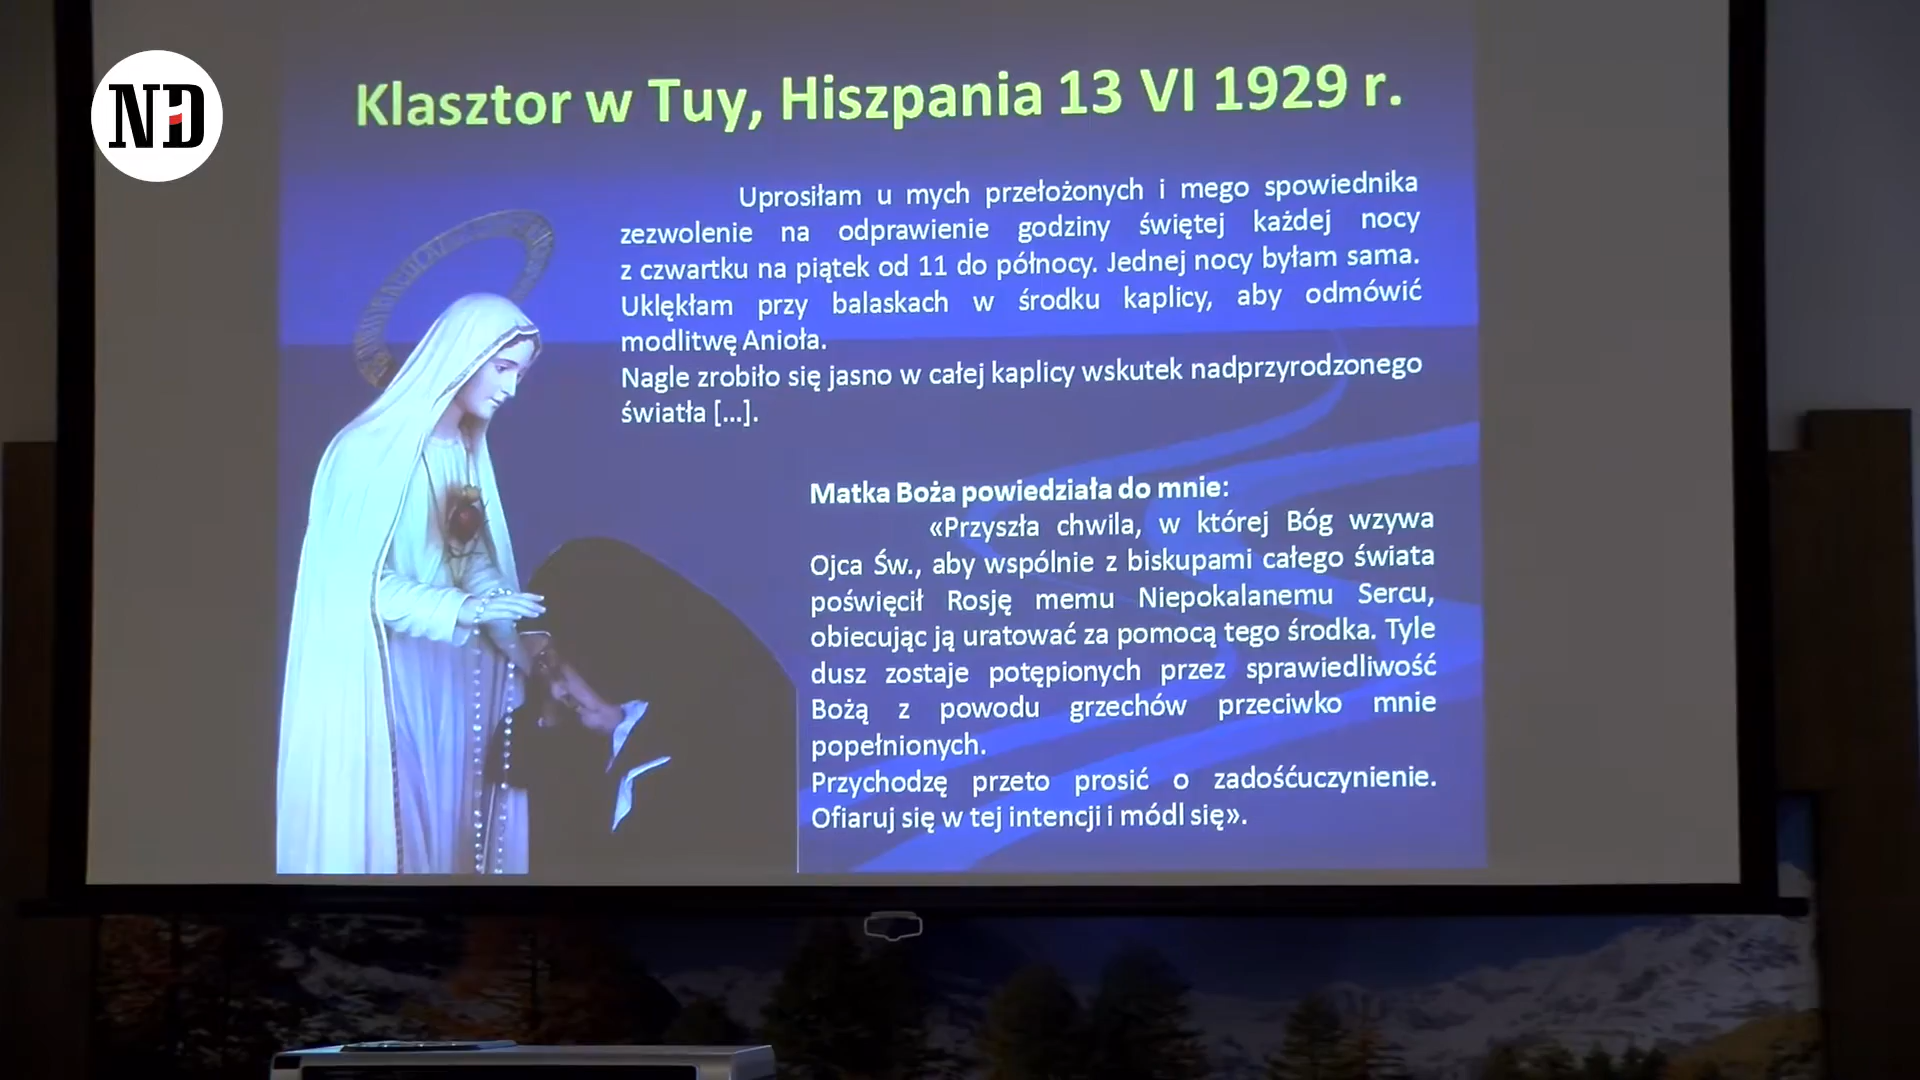 ND
Klasztor w Tuy, Hiszpania 13 VI 1929 r.
Uprosiłam u mych przełożonych i mego spowiednika
zezwolenie na odprawienie godziny świętej każdej nocy
z czwartku na piątek od 11 do północy. Jednej nocy byłam sama.
Uklękłam przy balaskach w środku kaplicy, aby odmówić
modlitwę Anioła.
Nagle zrobiło się jasno w całej kaplicy wskutek nadprzyrodzonego
światła [...].
Matka Boża powiedziała do mnie:
«Przyszła chwila, w której Bóg wzywa
Ojca Św., aby wspólnie z biskupami całego świata
poświęcił Rosję memu Niepokalanemu Sercu,
obiecując ją uratować za pomocą tego środka. Tyle
dusz zostaje potępionych przez sprawiedliwość
Bożą z powodu grzechów przeciwko mnie
popełnionych.
Przychodzę przeto prosić o zadośćuczynienie.
Ofiaruj się w tej intencji i módl się».